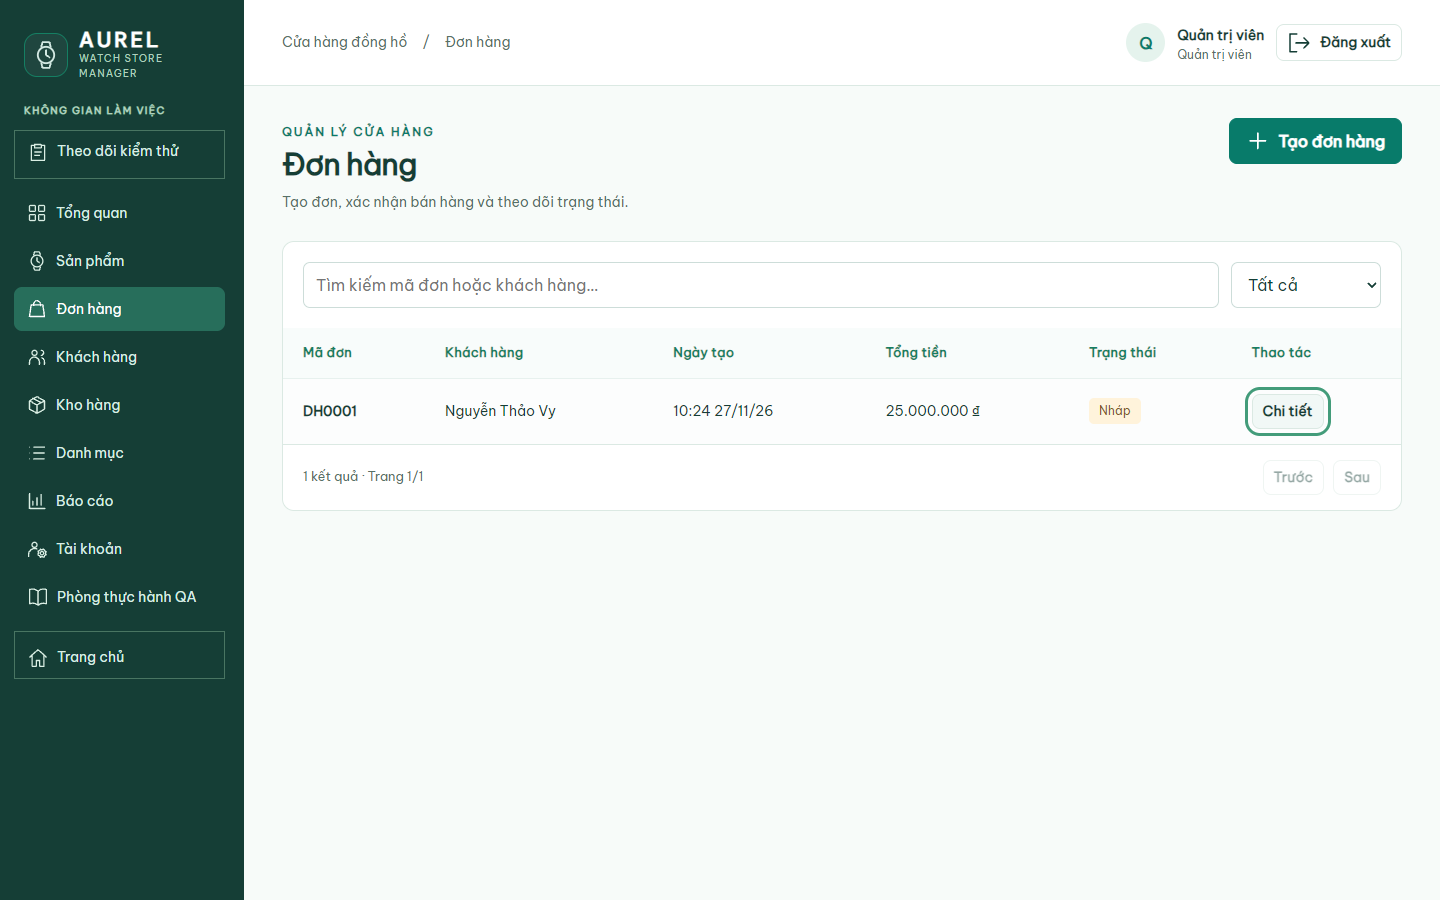 AUREL
WATCH STORE
MANAGER
KHÔNG GIAN LÀM VIỆC
Theo dõi kiểm thử
Tổng quan
Sản phẩm
Đơn hàng
Khách hàng
Kho hàng
Danh mục
Báo cáo
Tài khoản
Phòng thực hành QA
Trang chủ
Cửa hàng đồng hồ / Đơn hàng
Q
Quản trị viên
Quản trị viên
Đăng xuất
QUẢN LÝ CỬA HÀNG
Đơn hàng
Tạo đơn, xác nhận bán hàng và theo dõi trạng thái.
Tạo đơn hàng
Tìm kiếm mã đơn hoặc khách hàng...
Tất cả
Mã đơn Khách hàng Ngày tạo Tổng tiền Trạng thái Thao tác
DH0001 Nguyễn Thảo Vy 10:24 27/11/26 25.000.000 ₫ Nháp Chi tiết
1 kết quả · Trang 1/1
Trước Sau